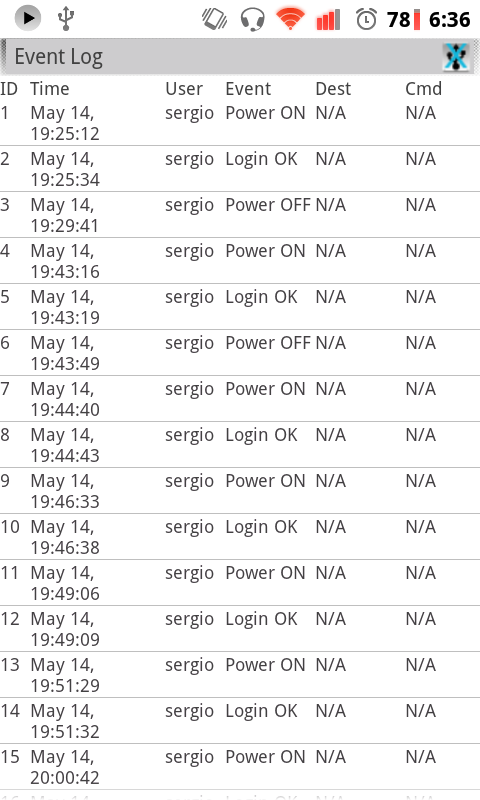 78 6:36
Event Log
ID Time User Event Dest Cmd
1 May 14, sergio Power ON N/A N/A
19:25:12
2 May 14, sergio Login OK N/A N/A
19:25:34
3 May 14, sergio Power OFF N/A N/A
19:29:41
4 May 14, sergio Power ON N/A N/A
19:43:16
5 May 14, sergio Login OK N/A N/A
19:43:19
6 May 14, sergio Power OFF N/A N/A
19:43:49
7 May 14, sergio Power ON N/A N/A
19:44:40
8 May 14, sergio Login OK N/A N/A
19:44:43
9 May 14, sergio Power ON N/A N/A
19:46:33
10 May 14, sergio Login OK N/A N/A
19:46:38
11 May 14, sergio Power ON N/A N/A
19:49:06
12 May 14, sergio Login OK N/A N/A
19:49:09
13 May 14, sergio Power ON N/A N/A
19:51:29
14 May 14, sergio Login OK N/A N/A
19:51:32
15 May 14, sergio Power ON N/A N/A
20:00:42